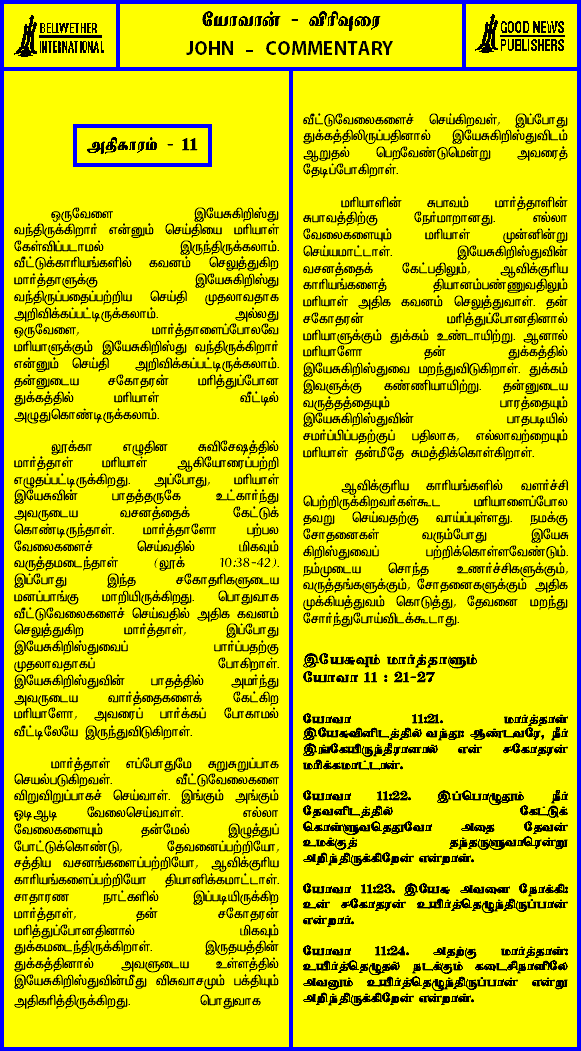 BELWETHER
INTERNATIONAL
யோவான் - விரிவுரை
JOHN - COMMENTARY
GOOD NEWS
PUBLISHERS
அதிகாரம் - 11
ஒருவேளை இயேசுகிறிஸ்து
வந்திருக்கிறார் என்னும் செய்தியை மரியாள்
கேள்விப்படாமல் இருந்திருக்கலாம்.
வீட்டுக்காரியங்களில் கவனம் செலுத்துகிற
மார்த்தாளுக்கு இயேசுகிறிஸ்து
வந்திருப்பதைப்பற்றிய செய்தி முதலாவதாக
அறிவிக்கப்பட்டிருக்கலாம். அல்லது
ஒருவேளை, மார்த்தாளைப்போலவே
மரியாளுக்கும் இயேசுகிறிஸ்து வந்திருக்கிறார்
என்னும் செய்தி அறிவிக்கப்பட்டிருக்கலாம்.
தன்னுடைய சகோதரன் மரித்துப்போன
துக்கத்தில் மரியாள் வீட்டில்
அழுதுகொண்டிருக்கலாம்.
லூக்கா எழுதின சுவிசேஷத்தில்
மார்த்தாள் மரியாள் ஆகியோரைப்பற்றி
எழுதப்பட்டிருக்கிறது. அப்போது, மரியாள்
இயேசுவின் பாதத்தருகே உட்கார்ந்து
அவருடைய வசனத்தைக் கேட்டுக்
கொண்டிருந்தாள். மார்த்தாளோ பற்பல
வேலைகளைச் செய்வதில் மிகவும்
வருத்தமடைந்தாள் (லூக் 10:38-42).
இப்போது இந்த சகோதரிகளுடைய
மனப்பாங்கு மாறியிருக்கிறது. பொதுவாக
வீட்டுவேலைகளைச் செய்வதில் அதிக கவனம்
செலுத்துகிற மார்த்தாள், இப்போது
இயேசுகிறிஸ்துவைப் பார்ப்பதற்கு
முதலாவதாகப் போகிறாள்.
இயேசுகிறிஸ்துவின் பாதத்தில் அமர்ந்து
அவருடைய வார்த்தைகளைக் கேட்கிற
மரியாளோ, அவரைப் பார்க்கப் போகாமல்
வீட்டிலேயே இருந்துவிடுகிறாள்.
மார்த்தாள் எப்போதுமே சுறுசுறுப்பாக
செயல்படுகிறவள். வீட்டுவேலைகளை
விறுவிறுப்பாகச் செய்வாள். இங்கும் அங்கும்
ஓடிஆடி வேலைசெய்வாள். எல்லா
வேலைகளையும் தன்மேல் இழுத்துப்
போட்டுக்கொண்டு, தேவனைப்பற்றியோ,
சத்திய வசனங்களைப்பற்றியோ, ஆவிக்குரிய
காரியங்களைப்பற்றியோ தியானிக்கமாட்டாள்.
சாதாரண நாட்களில் இப்படியிருக்கிற
மார்த்தாள், தன் சகோதரன்
மரித்துப்போனதினால் மிகவும்
துக்கமடைந்திருக்கிறாள். இருதயத்தின்
துக்கத்தினால் அவளுடைய உள்ளத்தில்
இயேசுகிறிஸ்துவின்மீது விசுவாசமும் பக்தியும்
அதிகரித்திருக்கிறது. பொதுவாக
வீட்டுவேலைகளைச் செய்கிறவள், இப்போது
துக்கத்திலிருப்பதினால் இயேசுகிறிஸ்துவிடம்
ஆறுதல் பெறவேண்டுமென்று அவரைத்
தேடிப்போகிறாள்.
மரியாளின் சுபாவம் மார்த்தாளின்
சுபாவத்திற்கு நேர்மாறானது. எல்லா
வேலைகளையும் மரியாள் முன்னின்று
செய்யமாட்டாள். இயேசுகிறிஸ்துவின்
வசனத்தைக் கேட்பதிலும், ஆவிக்குரிய
காரியங்களைத் தியானம்பண்ணுவதிலும்
மரியாள் அதிக கவனம் செலுத்துவாள். தன்
சகோதரன் மரித்துப்போனதினால்
மரியாளுக்கும் துக்கம் உண்டாயிற்று. ஆனால்
மரியாளோ தன் துக்கத்தில்
இயேசுகிறிஸ்துவை மறந்துவிடுகிறாள். துக்கம்
இவளுக்கு கண்ணியாயிற்று. தன்னுடைய
வருத்தத்தையும் பாரத்தையும்
இயேசுகிறிஸ்துவின் பாதபடியில்
சமர்ப்பிப்பதற்குப் பதிலாக, எல்லாவற்றையும்
மரியாள் தன்மீதே சுமத்திக்கொள்கிறாள்.
ஆவிக்குரிய காரியங்களில் வளர்ச்சி
பெற்றிருக்கிறவர்கள்கூட மரியாளைப்போல
தவறு செய்வதற்கு வாய்ப்புள்ளது. நமக்கு
சோதனைகள் வரும்போது இயேசு
கிறிஸ்துவைப் பற்றிக்கொள்ளவேண்டும்.
நம்முடைய சொந்த உணர்ச்சிகளுக்கும்,
வருத்தங்களுக்கும், சோதனைகளுக்கும் அதிக
முக்கியத்துவம் கொடுத்து, தேவனை மறந்து
சோர்ந்துபோய்விடக்கூடாது.
இயேசுவும் மார்த்தாளும்
யோவா 11 : 21-27
யோவா 11:21. மார்த்தாள்
இயேசுவினிடத்தில் வந்து: ஆண்டவரே, நீர்
இங்கேயிருந்தீரானால் என் சகோதரன்
மரிக்கமாட்டான்.
யோவா 11:22. இப்பொழுதும் நீர்
தேவனிடத்தில் கேட்டுக்
கொள்ளுவதெதுவோ அதை தேவன்
உமக்குத் தந்தருளுவாரென்று
அறிந்திருக்கிறேன் என்றாள்.
யோவா 11:23. இயேசு அவளை நோக்கி:
உன் சகோதரன் உயிர்த்தெழுந்திருப்பான்
என்றார்.
யோவா 11:24. அதற்கு மார்த்தாள்:
உயிர்த்தெழுதல் நடக்கும் கடைசிநாளிலே
அவனும் உயிர்த்தெழுந்திருப்பான் என்று
அறிந்திருக்கிறேன் என்றாள்.